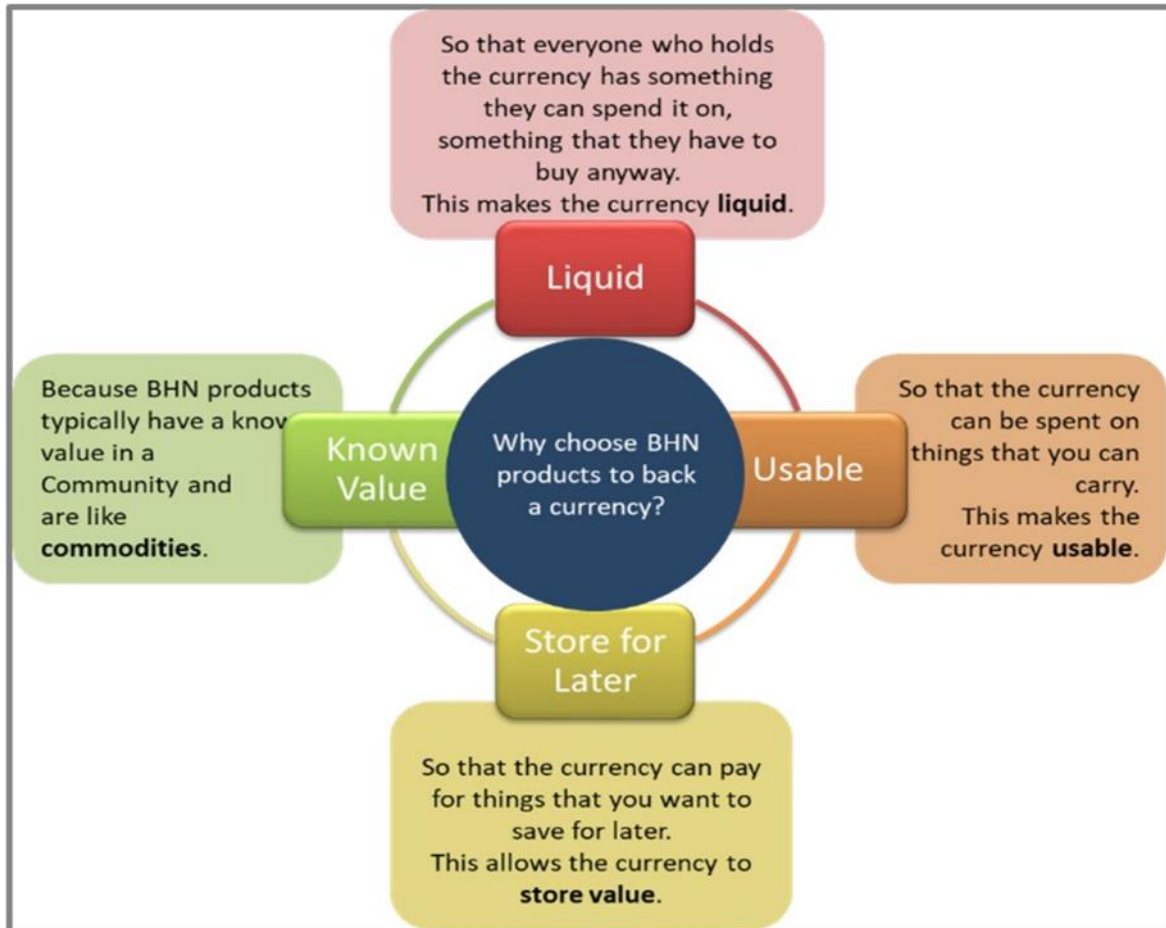 So that everyone who holds
the currency has something
they can spend it on,
something that they have to
buy anyway.
This makes the currency liquid.
Liquid
Because BHN products
typically have a know
value in a
Community and
are like
commodities.
Known
Value
Why choose BHN
products to back
a currency?
Usable
So that the currency
can be spent on
things that you can
carry.
This makes the
currency usable.
Store for
Later
So that the currency can pay
for things that you want to
save for later.
This allows the currency to
store value.